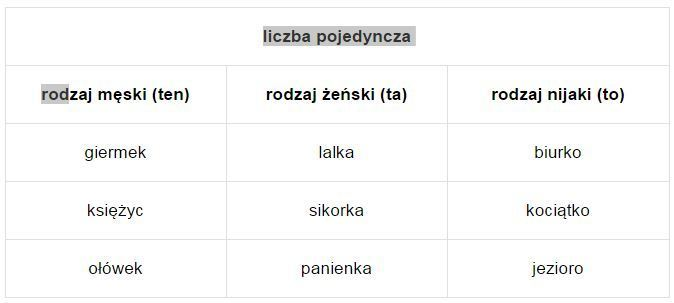 liczba pojedyncza
rodzaj męski (ten) rodzaj żeński (ta) rodzaj nijaki (to)
giermek lalka biurko
księżyc sikorka kociątko
ołówek panienka jezioro